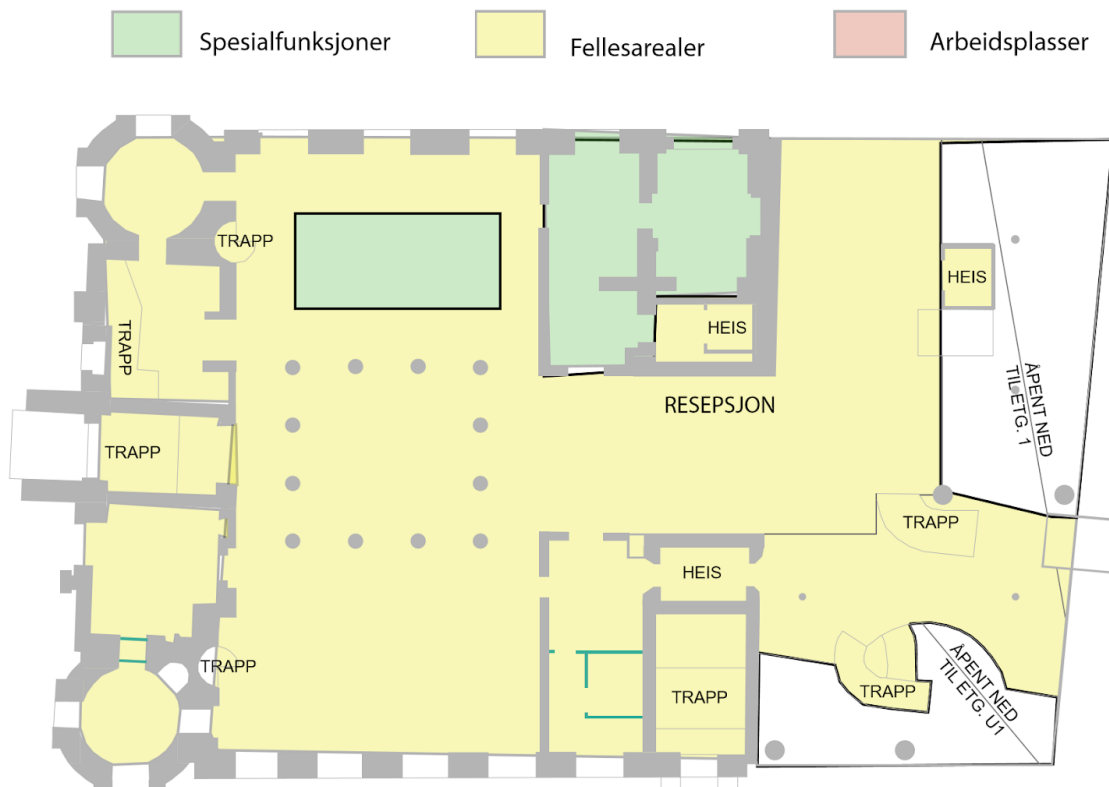 Spesialfunksjoner
Fellesarealer
Arbeidsplasser
TRAPP
HEIS
TRAPP
HEIS
ÅPENT NED
TIL ETG. 1
RESEPSJON
TRAPP
TRAPP
HEIS
TRAPP
TRAPP
TRAPP
ÅPENT NED
TIL ETG. U1